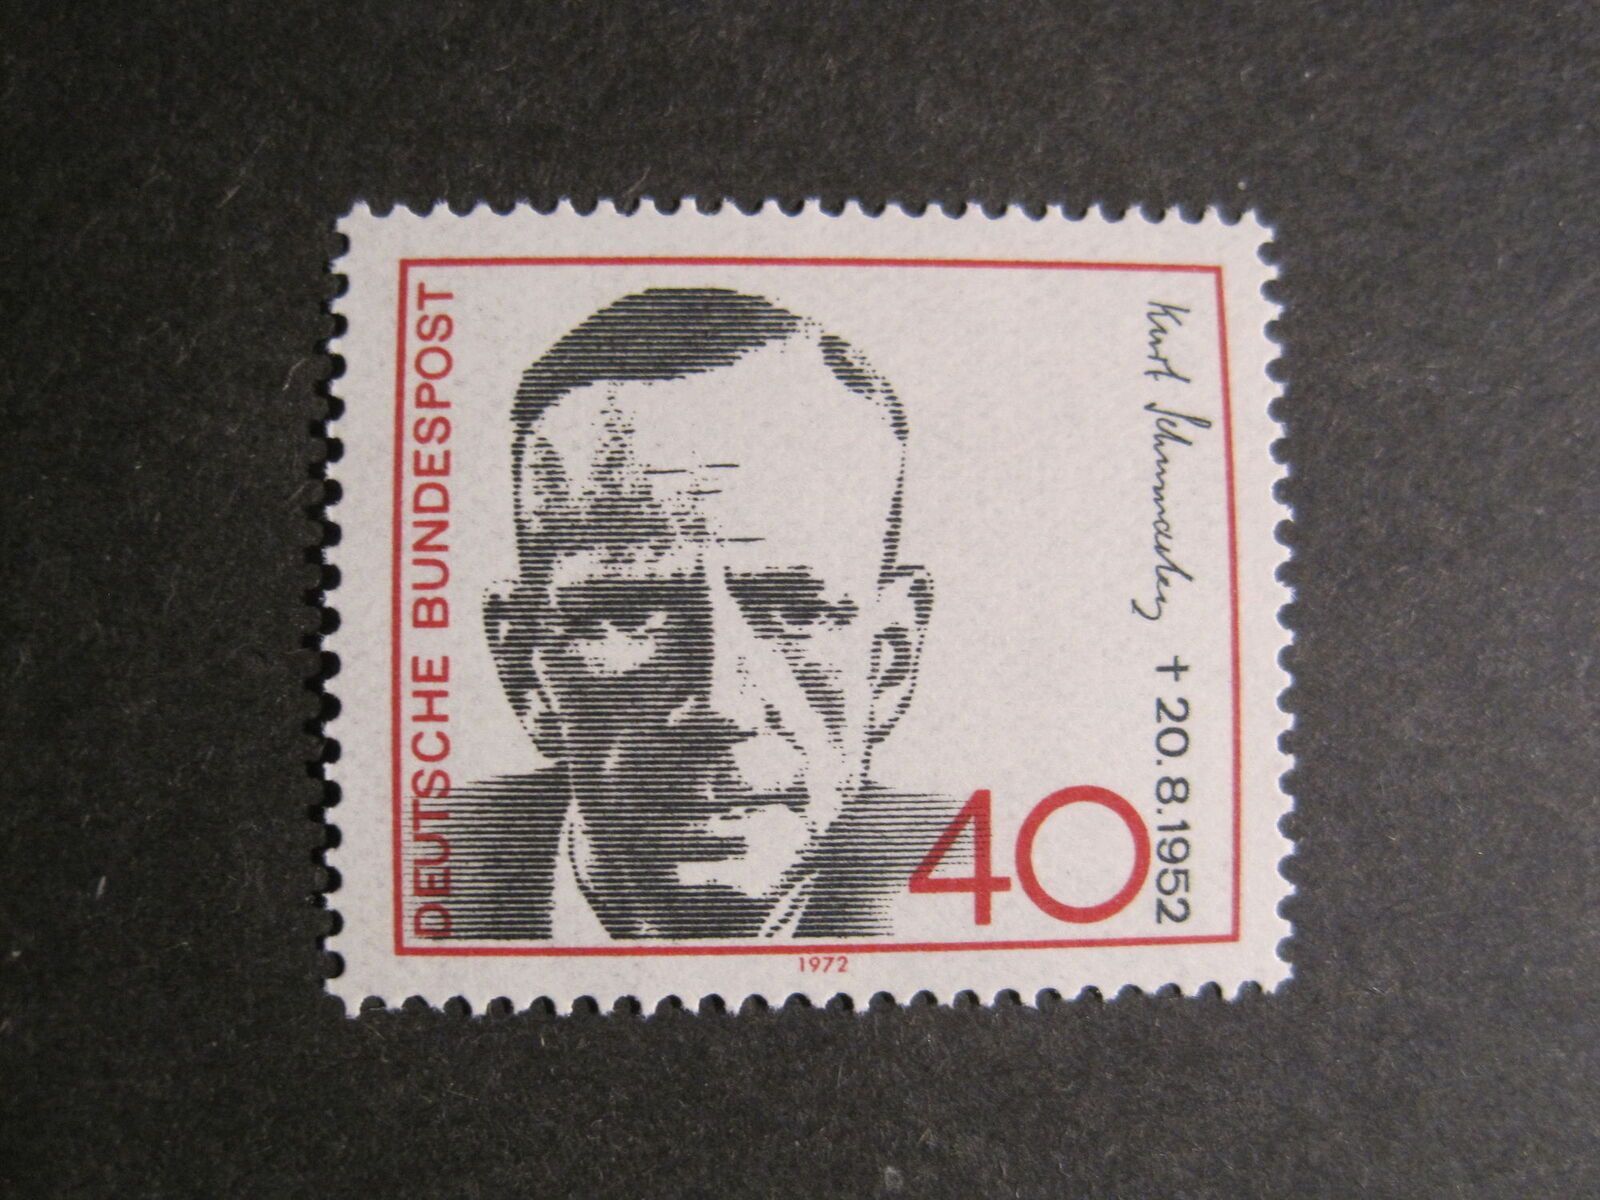 DEUTSCHE BUNDESPOST
Kurt Schumacher + 20.8.1952
40
1972